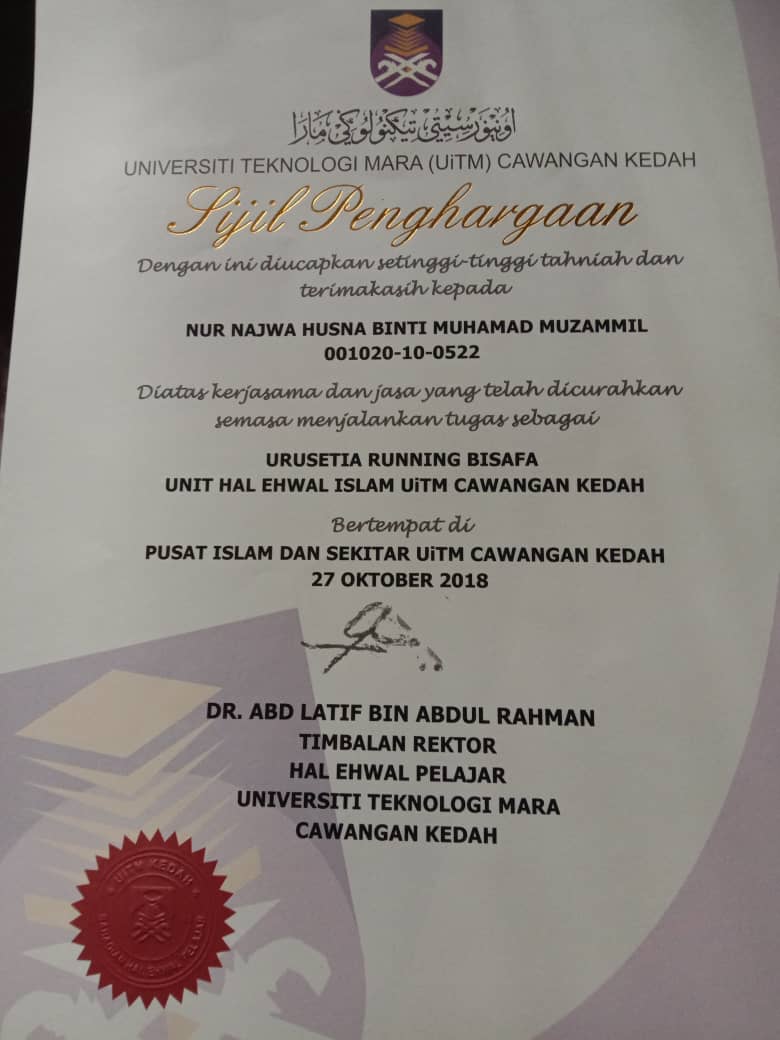 اونيۏرسيتي تيكنولوكي مارا
UNIVERSITI TEKNOLOGI MARA (UiTM) CAWANGAN KEDAH
Sijil Penghargaan
Dengan ini diucapkan setinggi-tinggi tahniah dan
terimakasih kepada
NUR NAJWA HUSNA BINTI MUHAMAD MUZAMMIL
001020-10-0522
Diatas kerjasama dan jasa yang telah dicurahkan
semasa menjalankan tugas sebagai
URUSETIA RUNNING BISAFA
UNIT HAL EHWAL ISLAM UiTM CAWANGAN KEDAH
Bertempat di
PUSAT ISLAM DAN SEKITAR UiTM CAWANGAN KEDAH
27 OKTOBER 2018
DR. ABD LATIF BIN ABDUL RAHMAN
TIMBALAN REKTOR
HAL EHWAL PELAJAR
UNIVERSITI TEKNOLOGI MARA
CAWANGAN KEDAH
UiTM KEDAH
BAHAGIAN HAL EHWAL PELAJAR